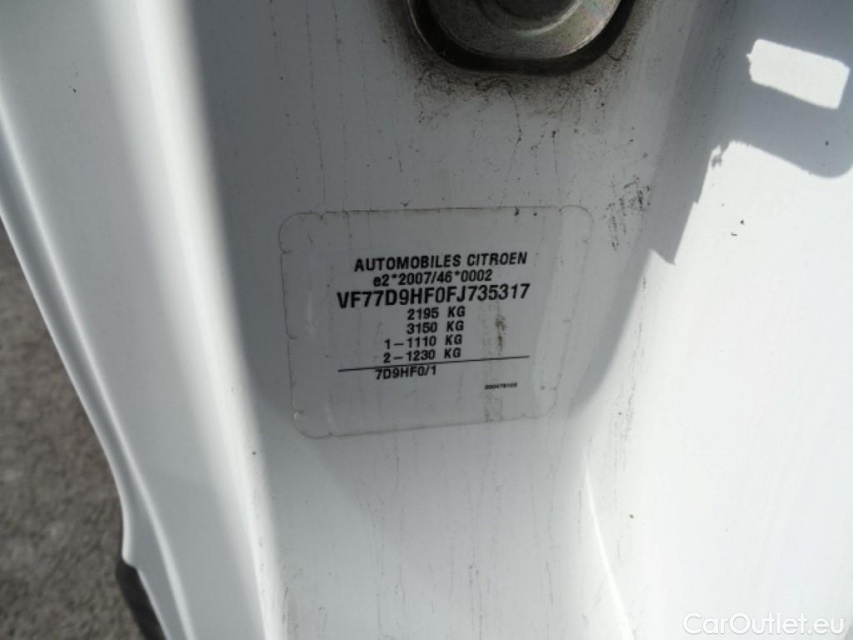 AUTOMOBILES CITROEN
e2*2007/46*0002
VF77D9HF0FJ735317
2195 KG
3150 KG
1-1110 KG
2-1230 KG
7D9HF0/1
CarOutlet.eu